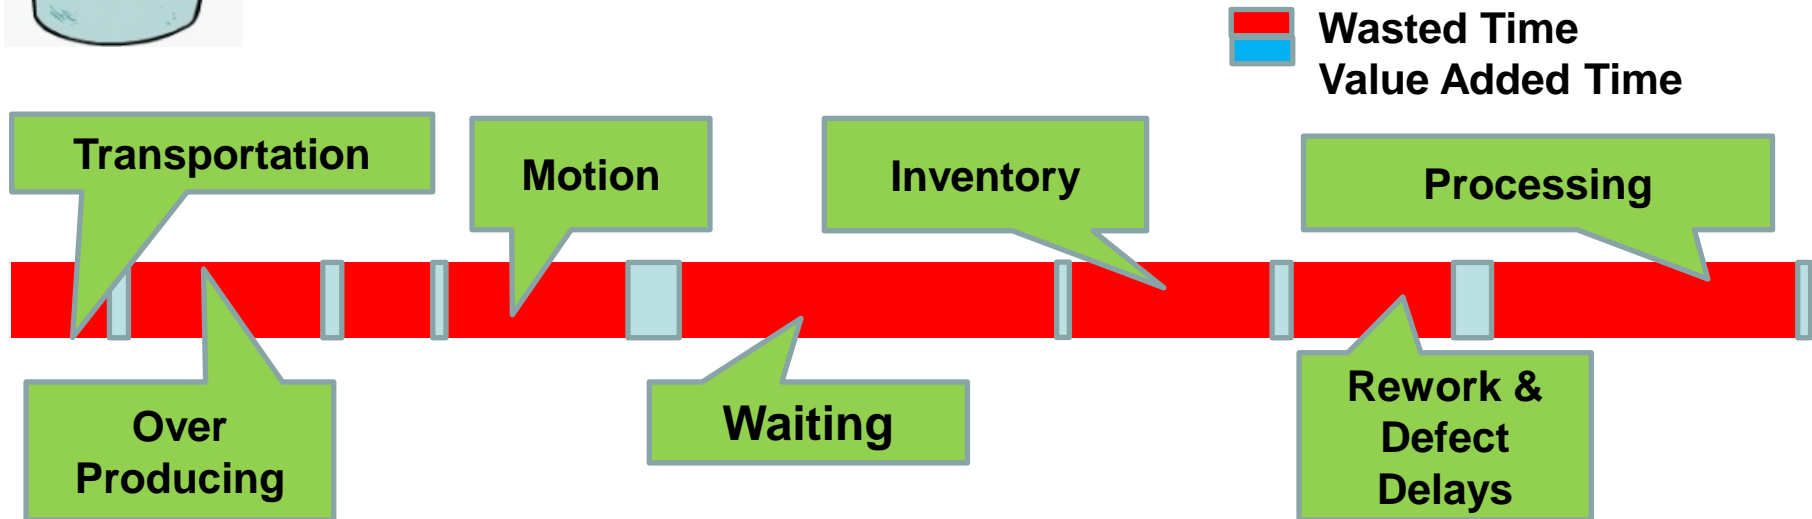 Wasted Time
Value Added Time
Transportation
Motion
Inventory
Processing
Over
Producing
Waiting
Rework &
Defect
Delays